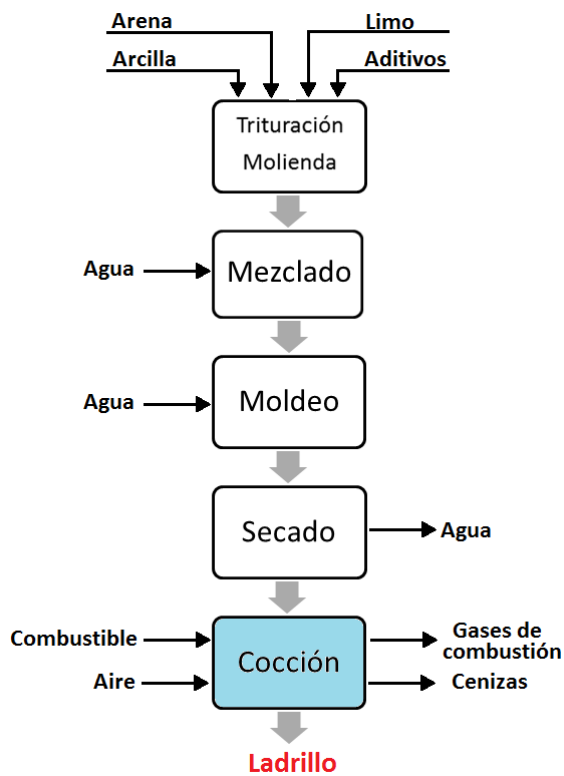 Arena
Limo
Arcilla
Aditivos
Trituración
Molienda
Agua
Mezclado
Agua
Moldeo
Secado
Agua
Combustible
Aire
Cocción
Gases de
combustión
Cenizas
Ladrillo